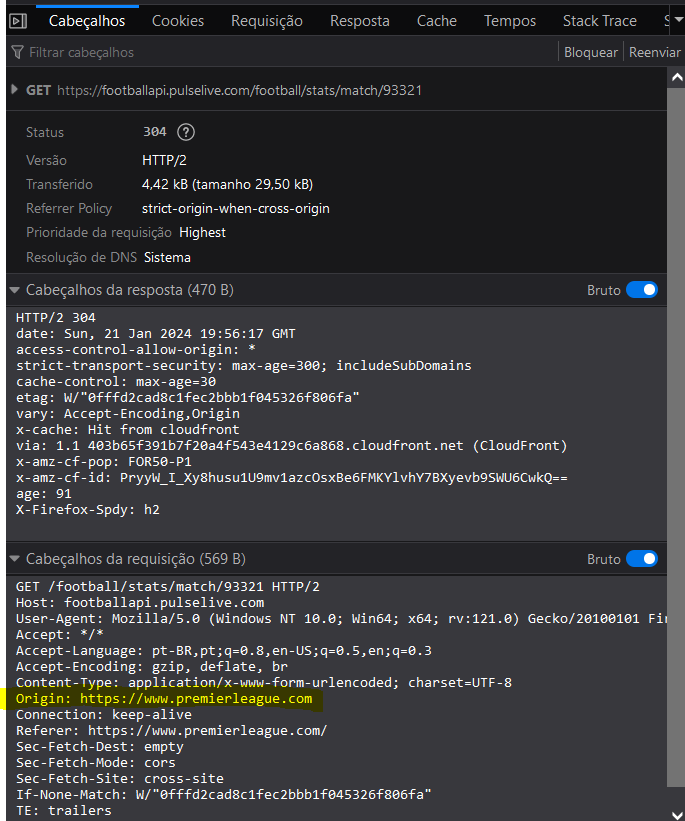 Cabeçalhos Cookies Requisição Resposta Cache Tempos Stack Trace
Filtrar cabeçalhos Bloquear Reenviar
GET https://footballapi.pulselive.com/football/stats/match/93321
Status 304 ?
Versão HTTP/2
Transferido 4,42 kB (tamanho 29,50 kB)
Referrer Policy strict-origin-when-cross-origin
Prioridade da requisição Highest
Resolução de DNS Sistema
Cabeçalhos da resposta (470 B) Bruto
HTTP/2 304
date: Sun, 21 Jan 2024 19:56:17 GMT
access-control-allow-origin: *
strict-transport-security: max-age=300; includeSubDomains
cache-control: max-age=30
etag: W/"0fffd2cad8c1fec2bbb1f045326f806fa"
vary: Accept-Encoding,Origin
x-cache: Hit from cloudfront
via: 1.1 403b65f391b7f20a4f543e4129c6a868.cloudfront.net (CloudFront)
x-amz-cf-pop: FOR50-P1
x-amz-cf-id: PryyW_I_Xy8husu1U9mv1azcOsxBe6FMKYlvhY7BXyevb9SWU6CwkQ==
age: 91
X-Firefox-Spdy: h2
Cabeçalhos da requisição (569 B) Bruto
GET /football/stats/match/93321 HTTP/2
Host: footballapi.pulselive.com
User-Agent: Mozilla/5.0 (Windows NT 10.0; Win64; x64; rv:121.0) Gecko/20100101
Accept: */*
Accept-Language: pt-BR,pt;q=0.8,en-US;q=0.5,en;q=0.3
Accept-Encoding: gzip, deflate, br
Content-Type: application/x-www-form-urlencoded; charset=UTF-8
Origin: https://www.premierleague.com
Connection: keep-alive
Referer: https://www.premierleague.com/
Sec-Fetch-Dest: empty
Sec-Fetch-Mode: cors
Sec-Fetch-Site: cross-site
If-None-Match: W/"0fffd2cad8c1fec2bbb1f045326f806fa"
TE: trailers